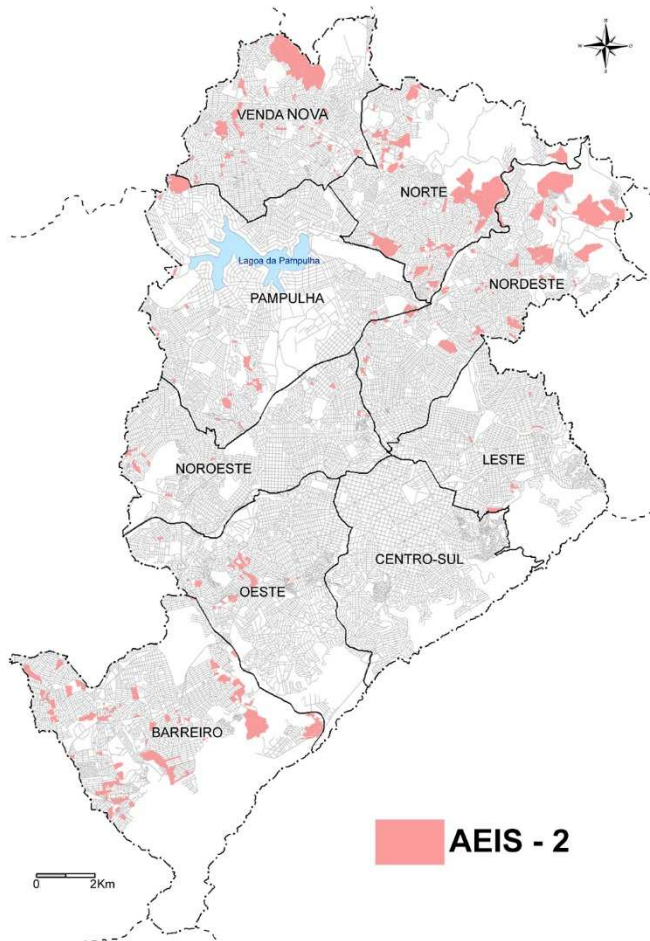 N
S
VENDA NOVA
NORTE
Lagoa da Pampulha
NORDESTE
PAMPULHA
NOROESTE
LESTE
CENTRO-SUL
OESTE
BARREIRO
AEIS - 2
0 2Km